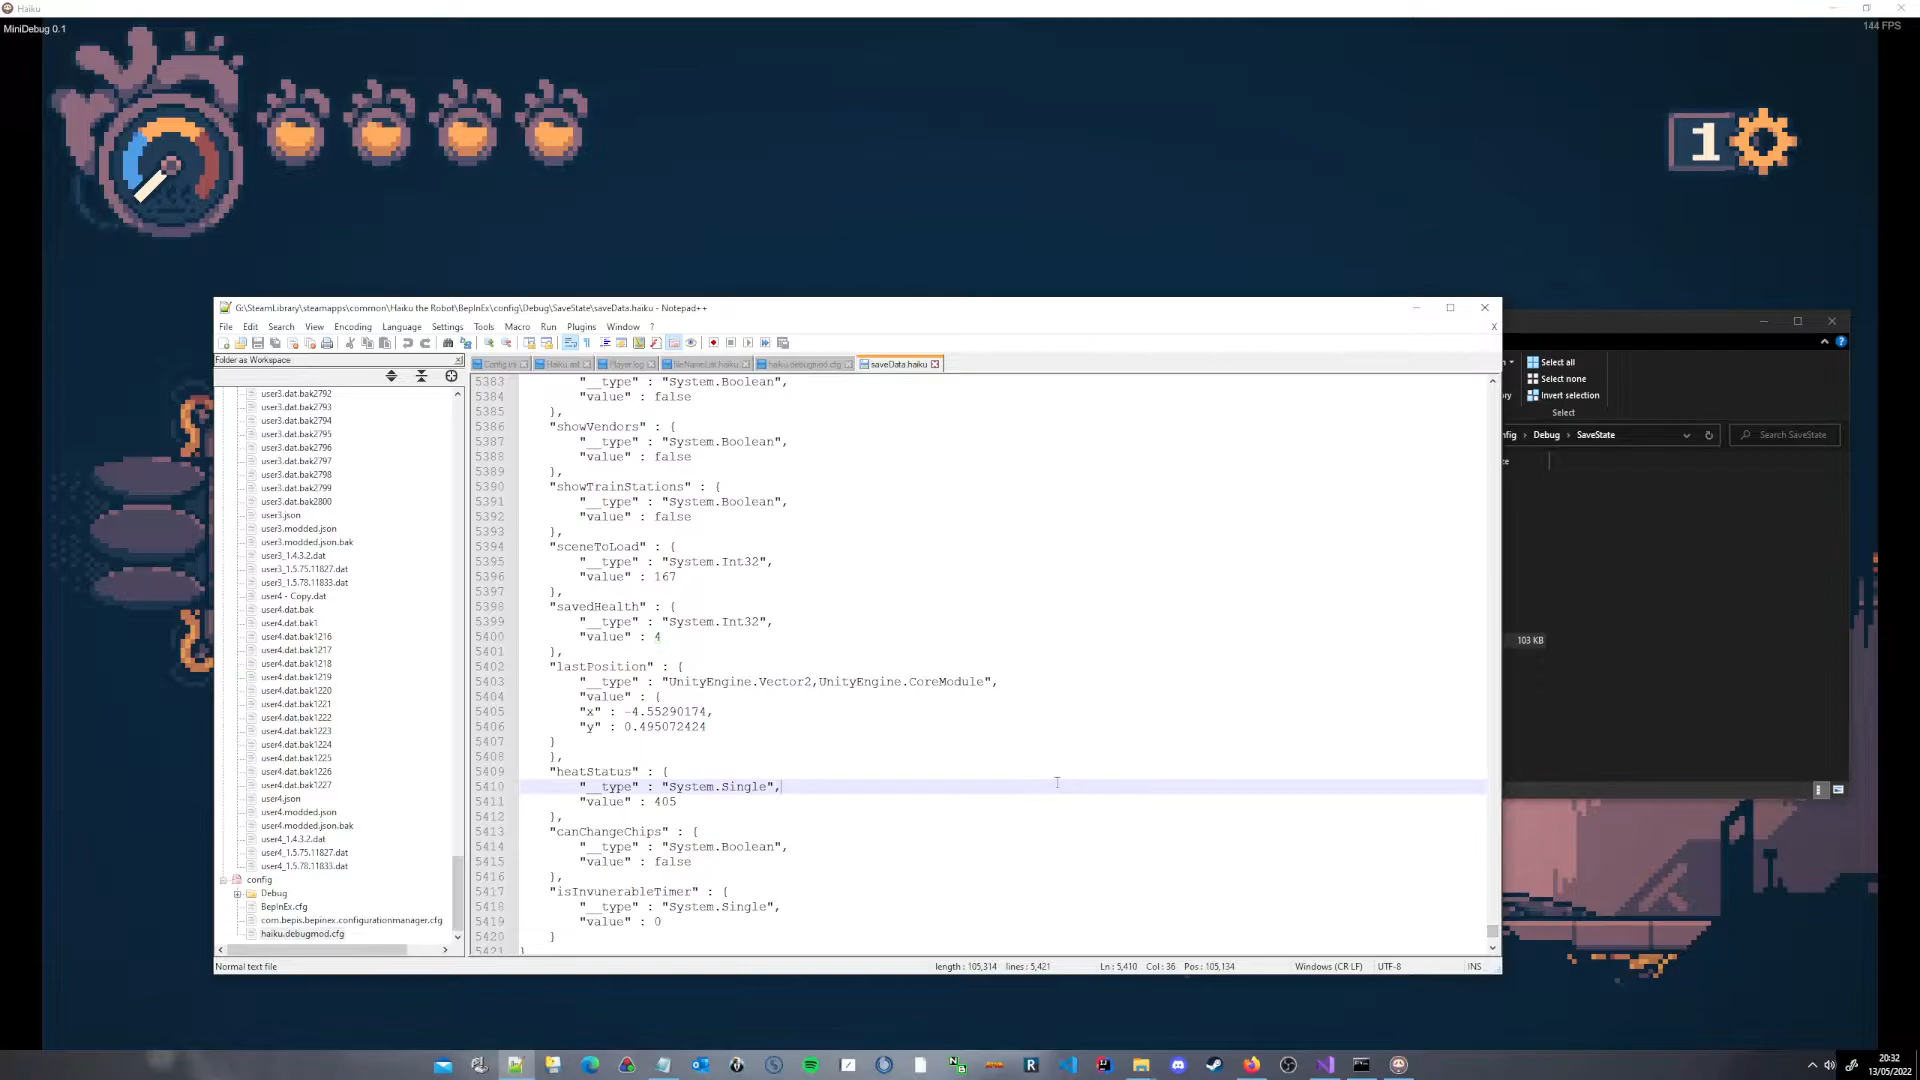 Haiku
MiniDebug 0.1
144 FPS
1
G:\SteamLibrary\steamapps\common\Haiku the Robot\BepInEx\config\Debug\SaveState\saveData.haiku - Notepad++
File Edit Search View Encoding Language Settings Tools Macro Run Plugins Window ?
X
Folder as Workspace
Config.ini
Haiku.asl
Player.log
fileNameList.haiku
haiku.debugmod.cfg
saveData.haiku
user3.dat.bak2792
user3.dat.bak2793
user3.dat.bak2794
user3.dat.bak2795
user3.dat.bak2796
user3.dat.bak2797
user3.dat.bak2798
user3.dat.bak2799
user3.dat.bak2800
user3.json
user3.modded.json
user3.modded.json.bak
user3_1.4.3.2.dat
user3_1.5.75.11827.dat
user3_1.5.78.11833.dat
user4 - Copy.dat
user4.dat.bak
user4.dat.bak1
user4.dat.bak1216
user4.dat.bak1217
user4.dat.bak1218
user4.dat.bak1219
user4.dat.bak1220
user4.dat.bak1221
user4.dat.bak1222
user4.dat.bak1223
user4.dat.bak1224
user4.dat.bak1225
user4.dat.bak1226
user4.dat.bak1227
user4.json
user4.modded.json
user4.modded.json.bak
user4_1.4.3.2.dat
user4_1.5.75.11827.dat
user4_1.5.78.11833.dat
config
Debug
BepInEx.cfg
com.bepis.bepinex.configurationmanager.cfg
haiku.debugmod.cfg
5383 "__type" : "System.Boolean",
5384 "value" : false
5385 },
5386 "showVendors" : {
5387 "__type" : "System.Boolean",
5388 "value" : false
5389 },
5390 "showTrainStations" : {
5391 "__type" : "System.Boolean",
5392 "value" : false
5393 },
5394 "sceneToLoad" : {
5395 "__type" : "System.Int32",
5396 "value" : 167
5397 },
5398 "savedHealth" : {
5399 "__type" : "System.Int32",
5400 "value" : 4
5401 },
5402 "lastPosition" : {
5403 "__type" : "UnityEngine.Vector2,UnityEngine.CoreModule",
5404 "value" : {
5405 "x" : -4.55290174,
5406 "y" : 0.495072424
5407 }
5408 },
5409 "heatStatus" : {
5410 "__type" : "System.Single",
5411 "value" : 405
5412 },
5413 "canChangeChips" : {
5414 "__type" : "System.Boolean",
5415 "value" : false
5416 },
5417 "isInvunerableTimer" : {
5418 "__type" : "System.Single",
5419 "value" : 0
5420 }
5421 }
Normal text file
length : 105,314 lines : 5,421
Ln : 5,410 Col : 36 Pos : 105,134
Windows (CR LF)
UTF-8
INS
Select all
Select none
Invert selection
Select
Debug
SaveState
Search SaveState
103 KB
20:32
13/05/2022